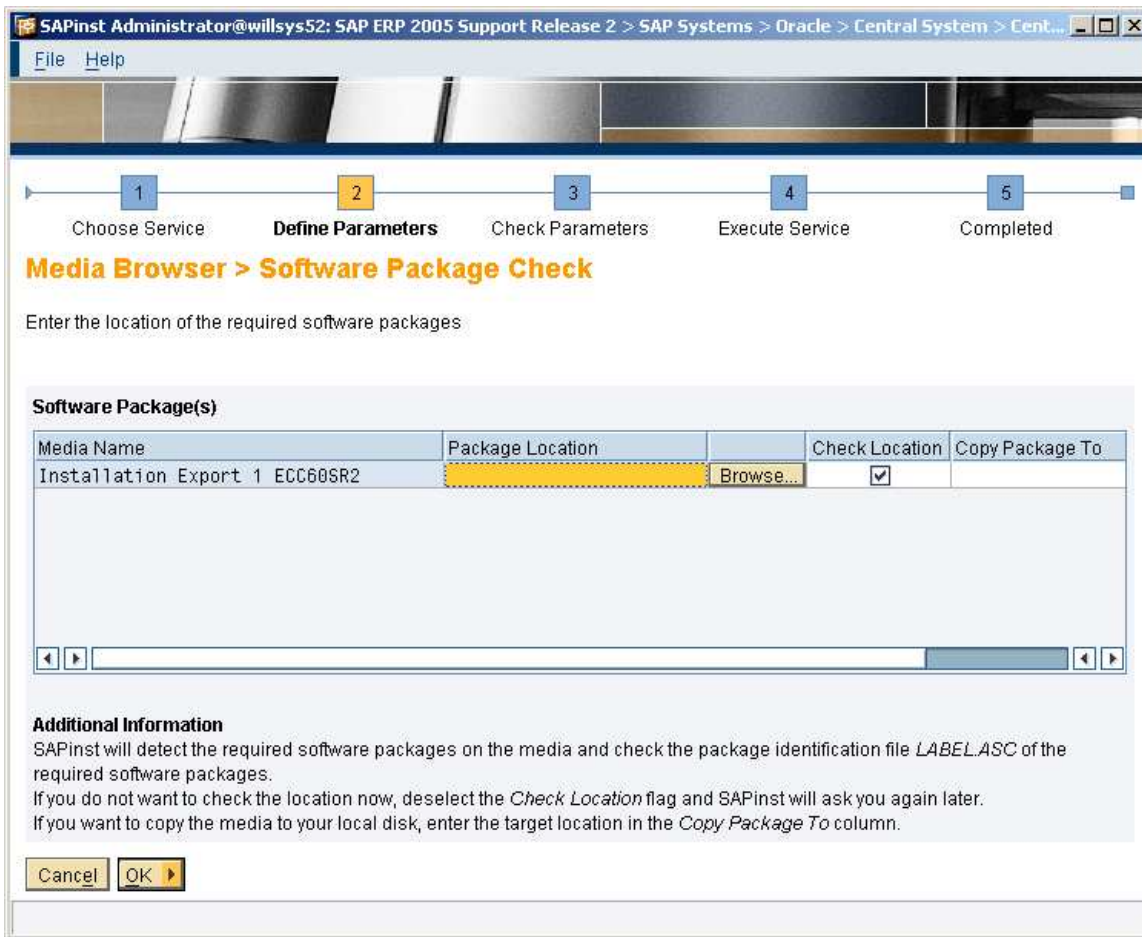 SAPinst Administrator@willsys52: SAP ERP 2005 Support Release 2 > SAP Systems > Oracle > Central System > Cent...
File Help
1 2 3 4 5
Choose Service Define Parameters Check Parameters Execute Service Completed
Media Browser > Software Package Check
Enter the location of the required software packages
Software Package(s)
Media Name Package Location Check Location Copy Package To
Installation Export 1 ECC60SR2 Browse...
Additional Information
SAPinst will detect the required software packages on the media and check the package identification file LABEL.ASC of the
required software packages.
If you do not want to check the location now, deselect the Check Location flag and SAPinst will ask you again later.
If you want to copy the media to your local disk, enter the target location in the Copy Package To column.
Cancel OK